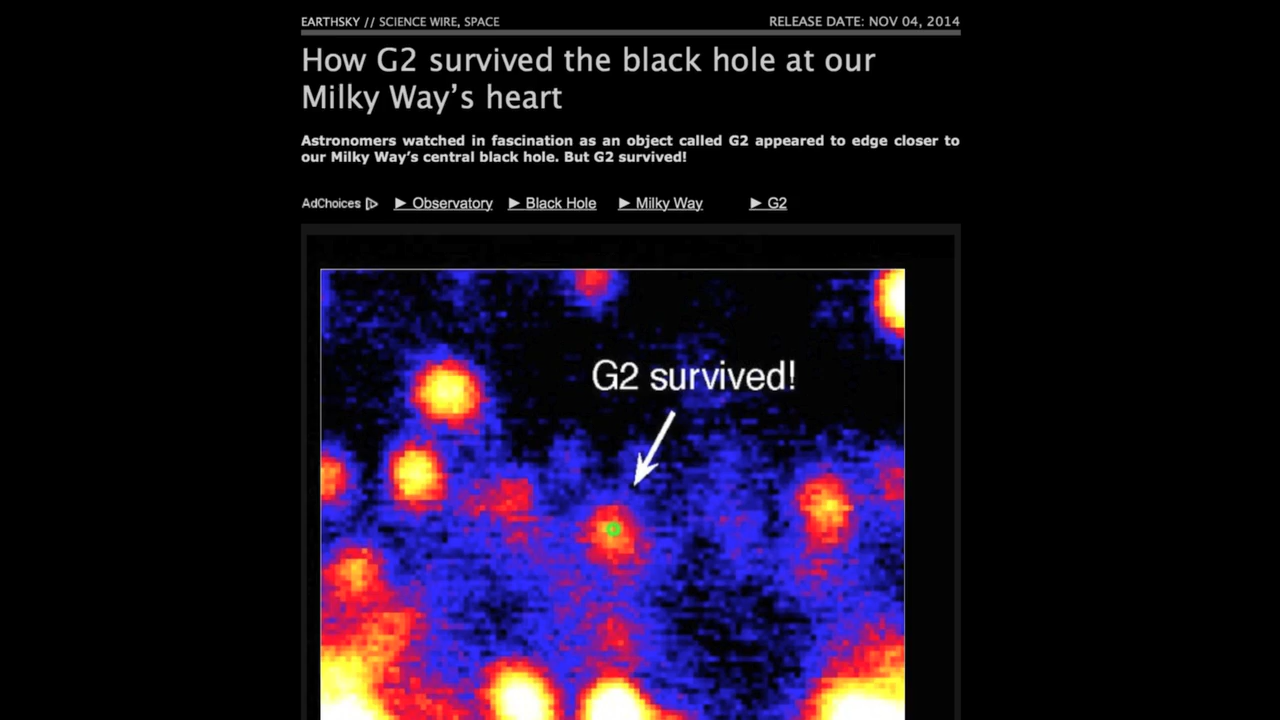 EARTHSKY // SCIENCE WIRE, SPACE RELEASE DATE: NOV 04, 2014
How G2 survived the black hole at our
Milky Way’s heart
Astronomers watched in fascination as an object called G2 appeared to edge closer to
our Milky Way’s central black hole. But G2 survived!
AdChoices ► Observatory ► Black Hole ► Milky Way ► G2
G2 survived!